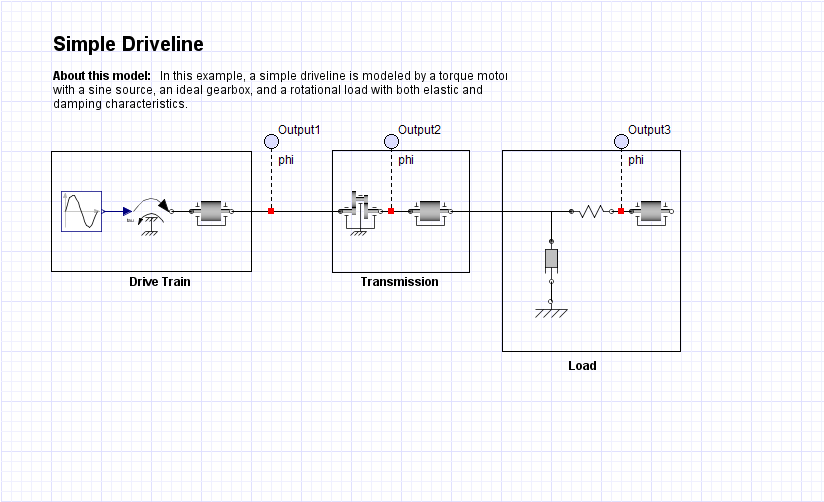 Simple Driveline
About this model: In this example, a simple driveline is modeled by a torque motor
with a sine source, an ideal gearbox, and a rotational load with both elastic and
damping characteristics.
Output1
Output2
Output3
phi
phi
phi
tau
Drive Train
Transmission
Load